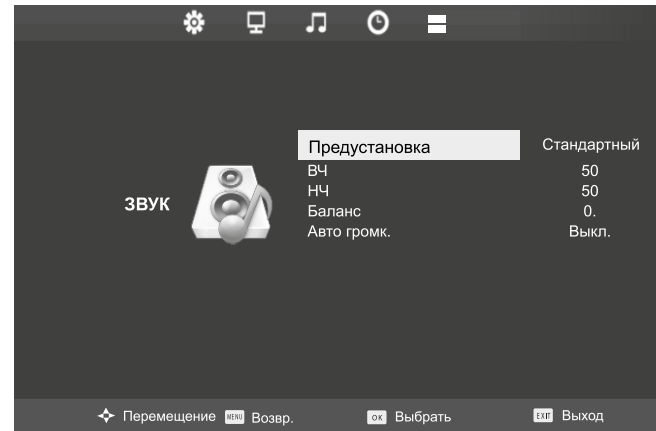 Предустановка Стандартный
ВЧ 50
НЧ 50
ЗВУК
Баланс 0.
Авто громк. Выкл.
Перемещение MENU Возвр. OK Выбрать EXIT Выход